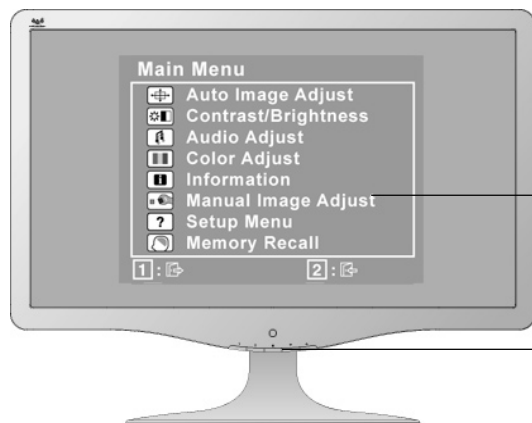 Main Menu
Auto Image Adjust
Contrast/Brightness
Audio Adjust
Color Adjust
Information
Manual Image Adjust
? Setup Menu
Memory Recall
1 : 2 :